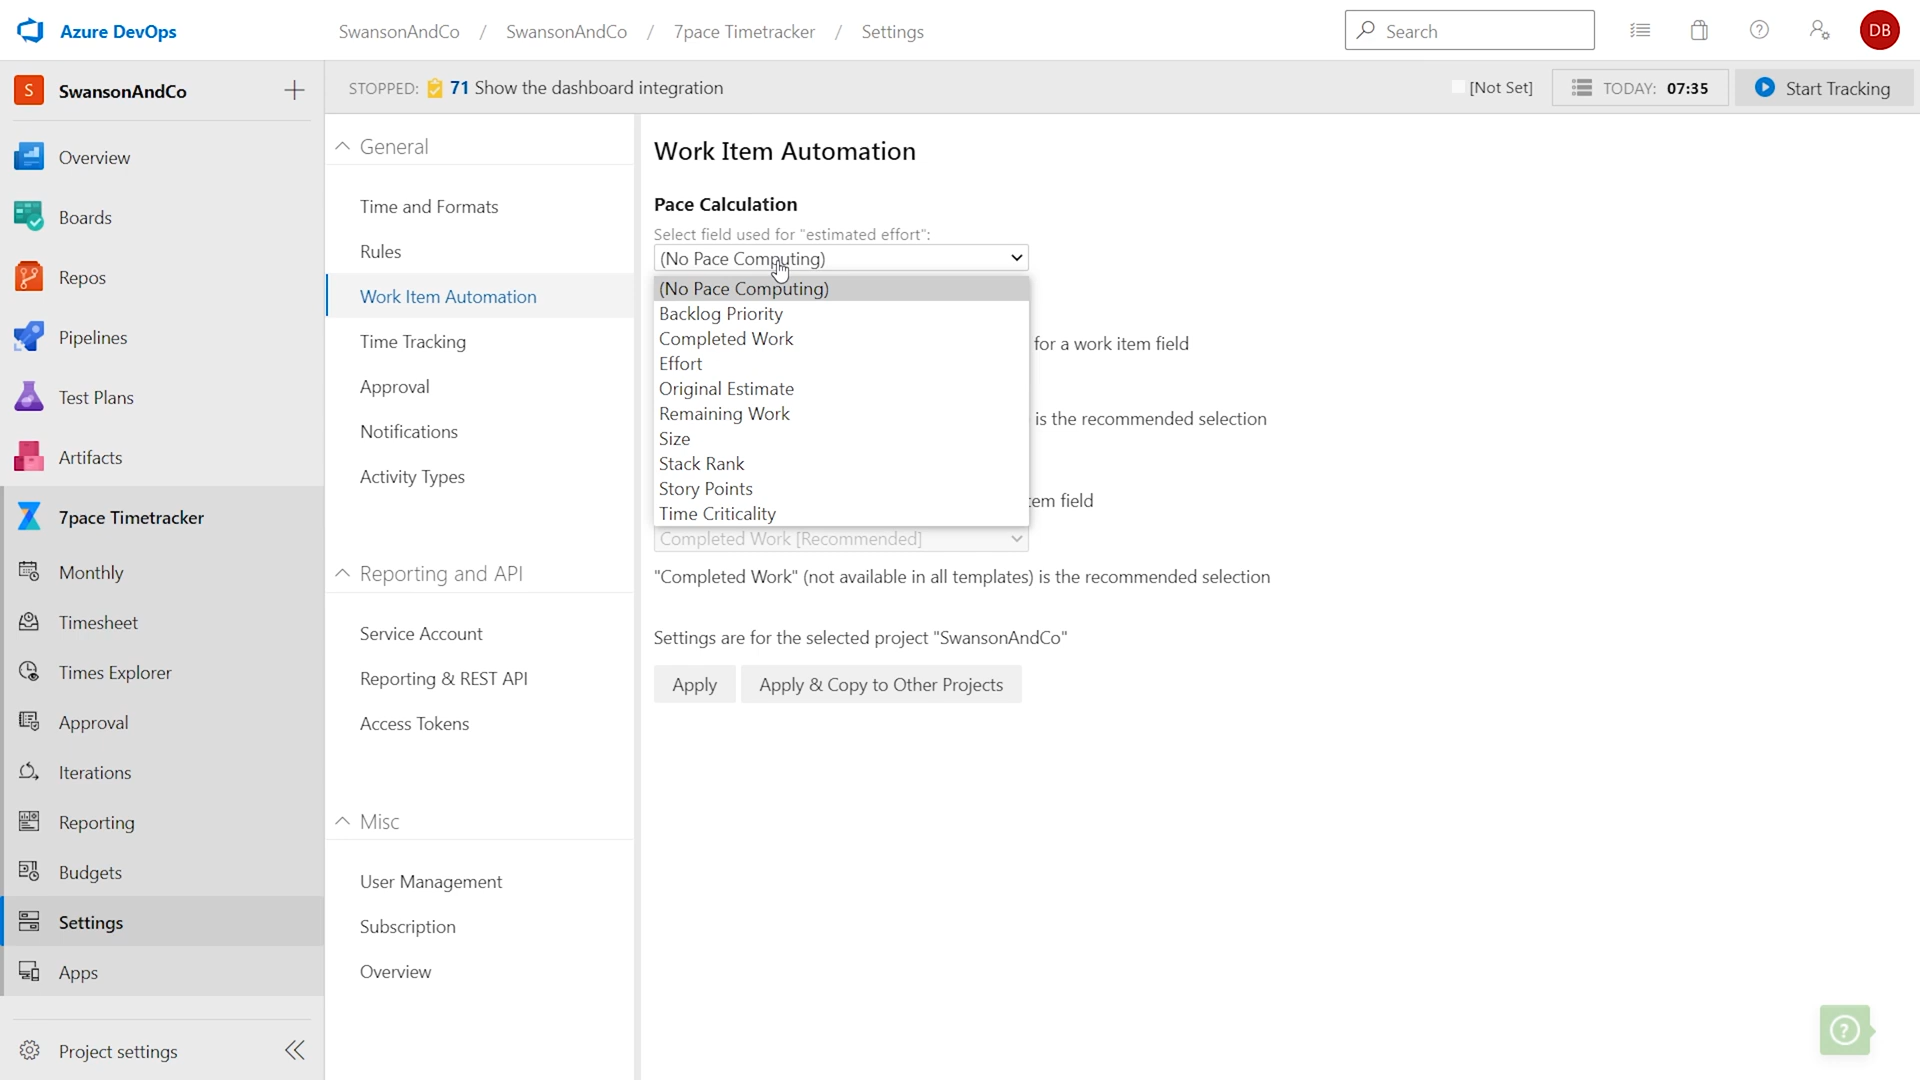 Azure DevOps
SwansonAndCo / SwansonAndCo / 7pace Timetracker / Settings
Search
DB
S SwansonAndCo
STOPPED: 71 Show the dashboard integration
[Not Set]
TODAY: 07:35
Start Tracking
Overview
Boards
Repos
Pipelines
Test Plans
Artifacts
7pace Timetracker
Monthly
Timesheet
Times Explorer
Approval
Iterations
Reporting
Budgets
Settings
Apps
Project settings
General
Time and Formats
Rules
Work Item Automation
Time Tracking
Approval
Notifications
Activity Types
Reporting and API
Service Account
Reporting & REST API
Access Tokens
Misc
User Management
Subscription
Overview
Work Item Automation
Pace Calculation
Select field used for "estimated effort":
(No Pace Computing)
(No Pace Computing)
Backlog Priority
Completed Work
Effort
Original Estimate
Remaining Work
Size
Stack Rank
Story Points
Time Criticality
for a work item field
is the recommended selection
em field
Completed Work [Recommended]
"Completed Work" (not available in all templates) is the recommended selection
Settings are for the selected project "SwansonAndCo"
Apply
Apply & Copy to Other Projects